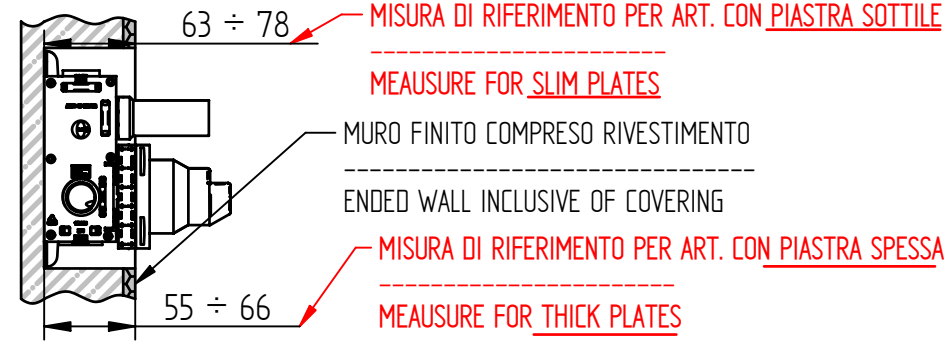 63 ÷ 78
MISURA DI RIFERIMENTO PER ART. CON PIASTRA SOTTILE
MEAUSURE FOR SLIM PLATES
MURO FINITO COMPRESO RIVESTIMENTO
ENDED WALL INCLUSIVE OF COVERING
MISURA DI RIFERIMENTO PER ART. CON PIASTRA SPESSA
MEAUSURE FOR THICK PLATES
55 ÷ 66